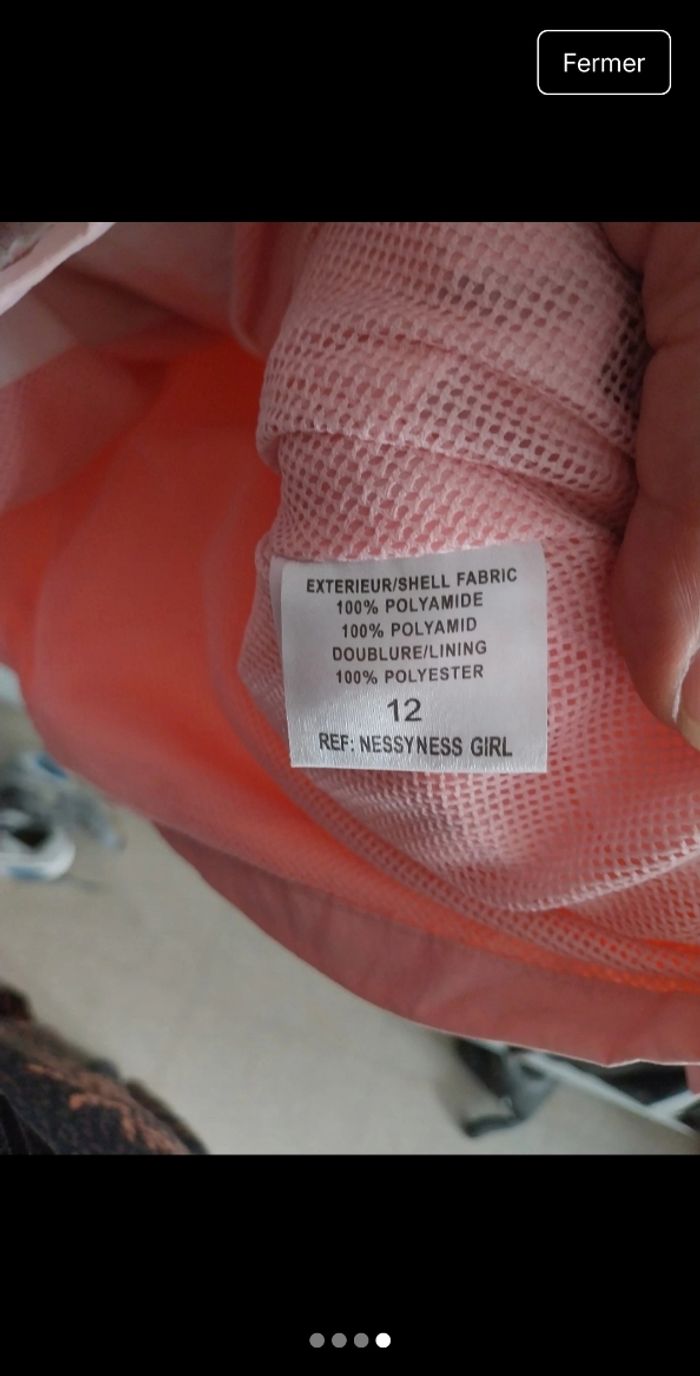 Fermer
EXTERIEUR/SHELL FABRIC
100% POLYAMIDE
100% POLYAMID
DOUBLURE/LINING
100% POLYESTER
12
REF: NESSYNESS GIRL